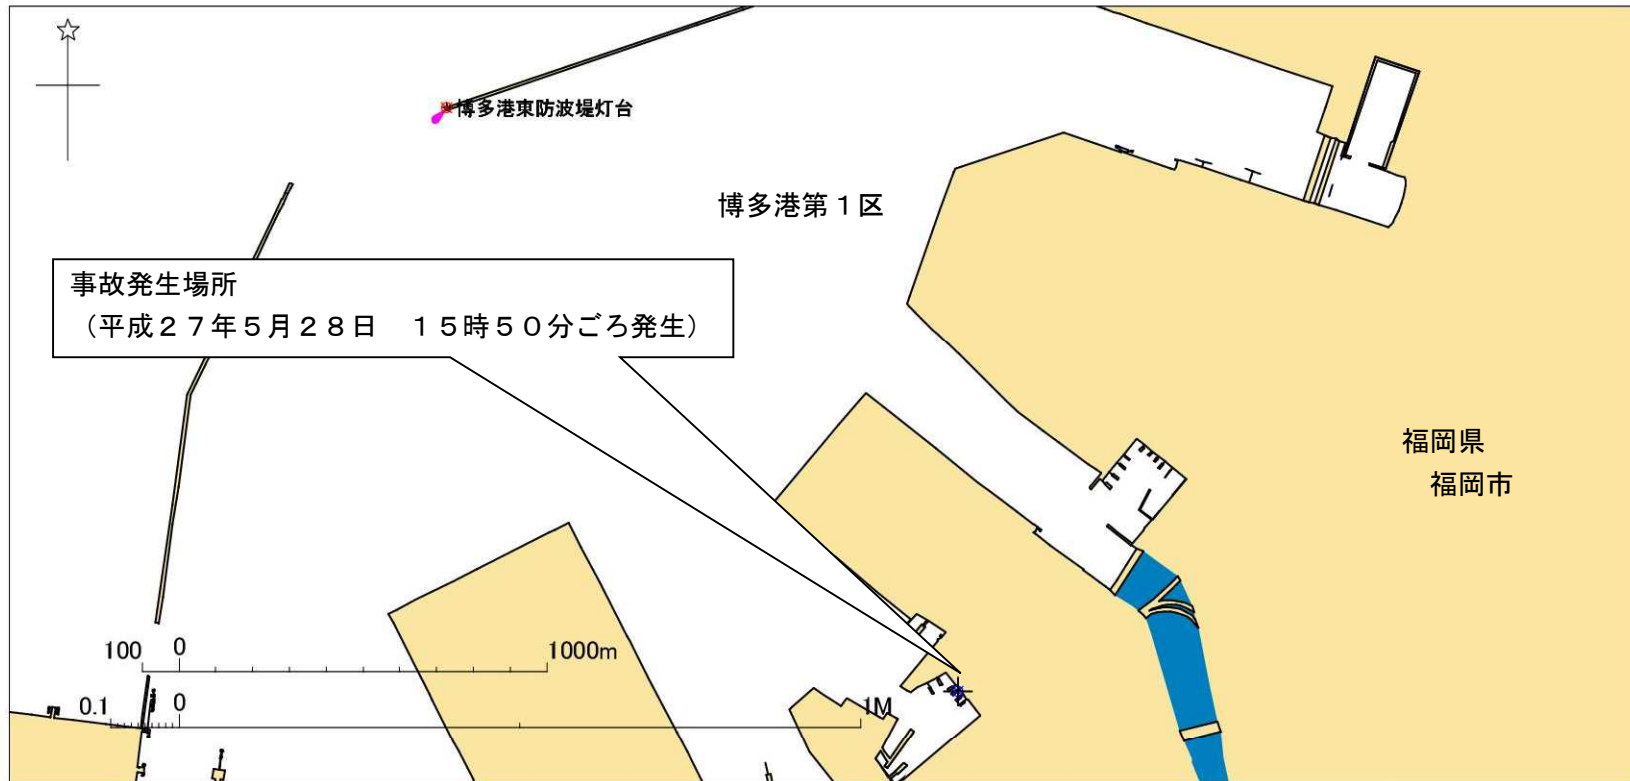 博多港東防波堤灯台
博多港第１区
事故発生場所
（平成２７年５月２８日　１５時５０分ごろ発生）
福岡県
福岡市
100 0 1000m
0.1 0 1M